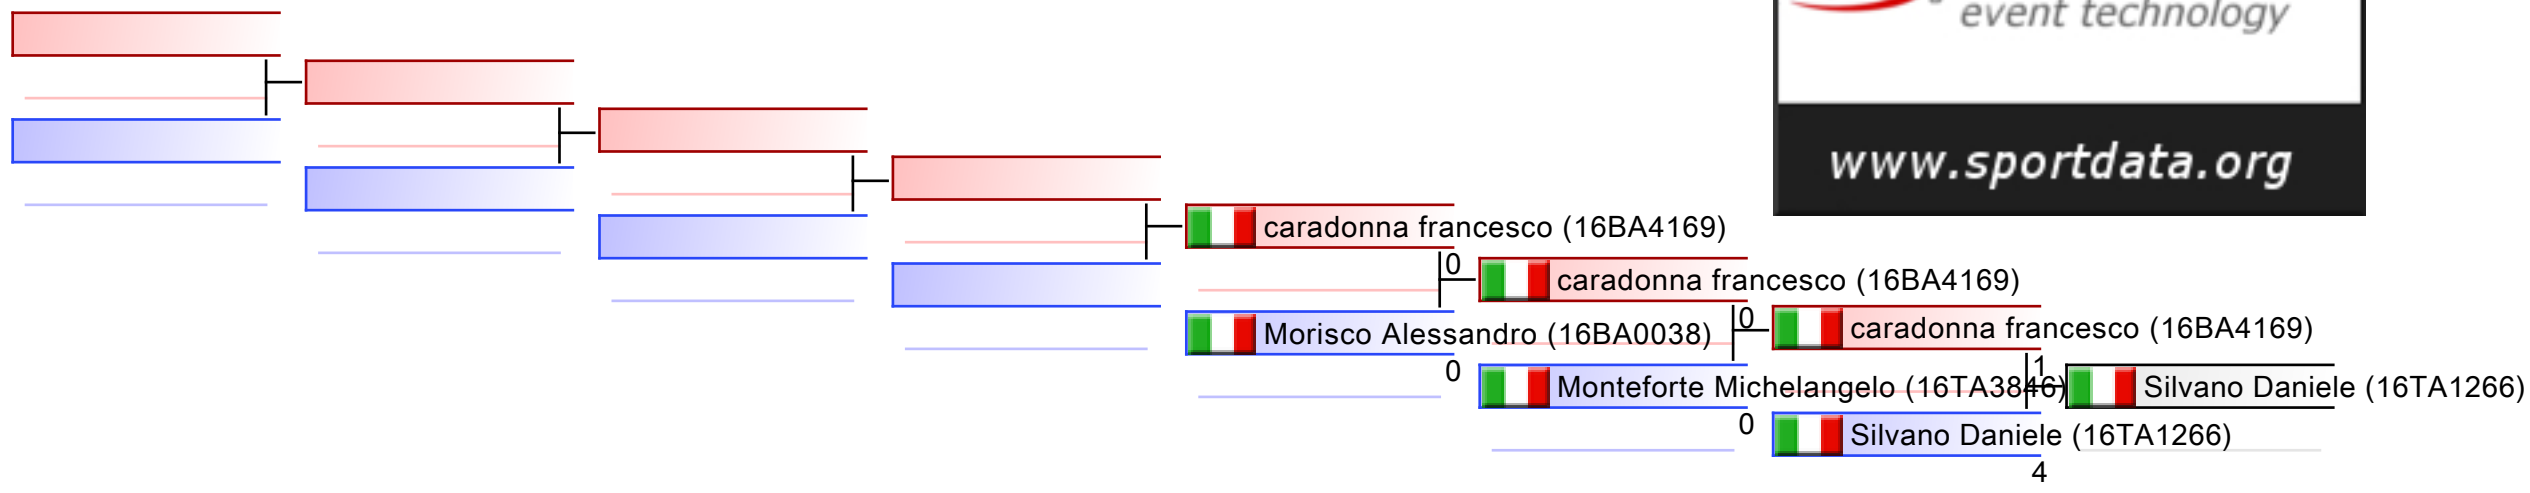 event technology
www.sportdata.org
caradonna francesco (16BA4169)
0
caradonna francesco (16BA4169)
Morisco Alessandro (16BA0038)
0
0
caradonna francesco (16BA4169)
Monteforte Michelangelo (16TA3846)
0
1
Silvano Daniele (16TA1266)
Silvano Daniele (16TA1266)
4